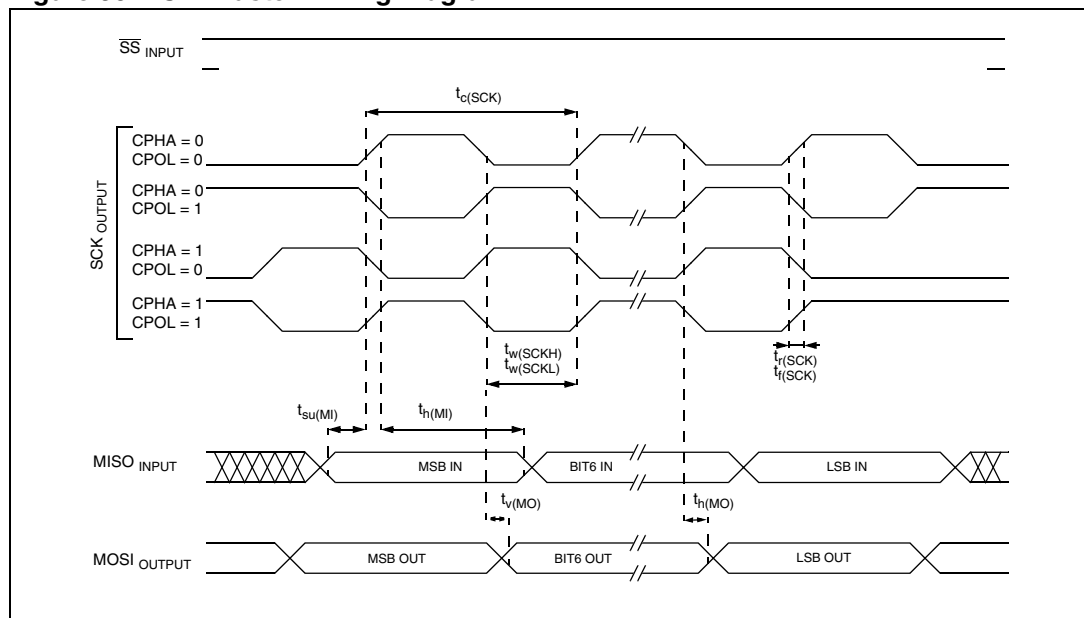 SS INPUT
tc(SCK)
SCK OUTPUT
CPHA = 0
CPOL = 0
CPHA = 0
CPOL = 1
CPHA = 1
CPOL = 0
CPHA = 1
CPOL = 1
tw(SCKH)
tw(SCKL)
tr(SCK)
tf(SCK)
tsu(MI)
th(MI)
MISO INPUT
MSB IN
BIT6 IN
LSB IN
tv(MO)
th(MO)
MOSI OUTPUT
MSB OUT
BIT6 OUT
LSB OUT